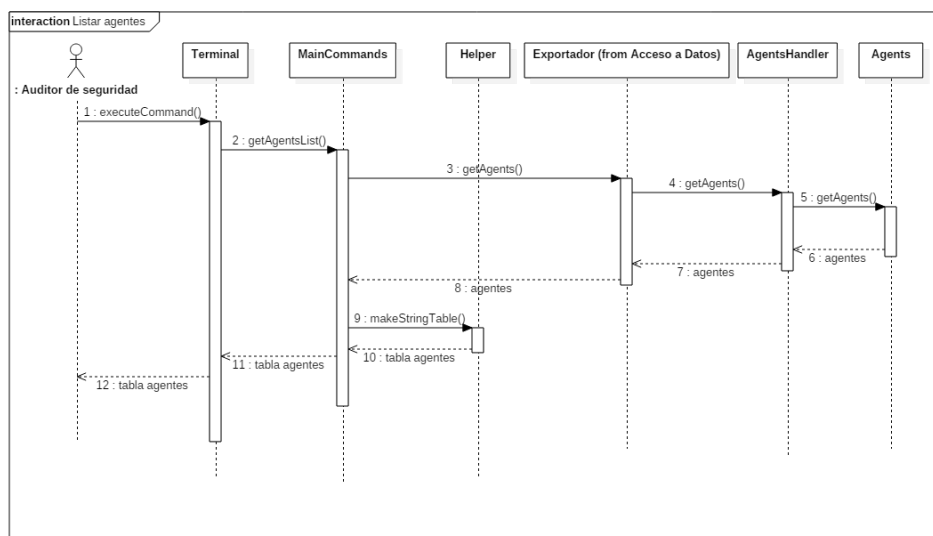 interaction Listar agentes
: Auditor de seguridad
Terminal
MainCommands
Helper
Exportador (from Acceso a Datos)
AgentsHandler
Agents
1 : executeCommand()
2 : getAgentsList()
3 : getAgents()
4 : getAgents()
5 : getAgents()
6 : agentes
7 : agentes
8 : agentes
9 : makeStringTable()
10 : tabla agentes
11 : tabla agentes
12 : tabla agentes